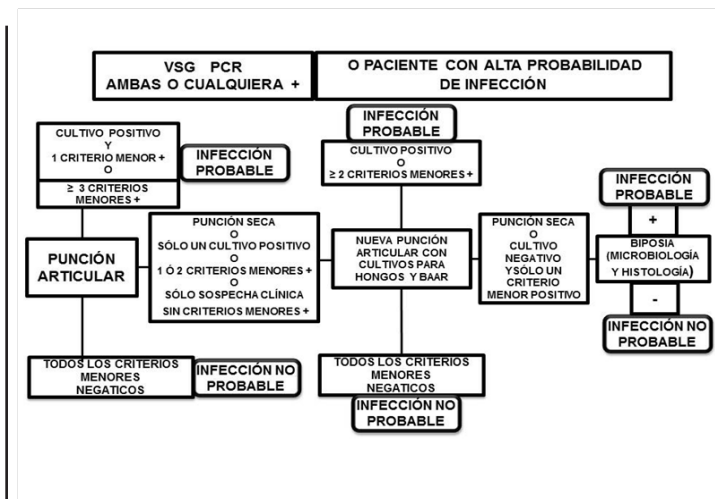 VSG PCR
AMBAS O CUALQUIERA +
O PACIENTE CON ALTA PROBABILIDAD
DE INFECCIÓN
CULTIVO POSITIVO
Y
1 CRITERIO MENOR +
O
≥ 3 CRITERIOS
MENORES +
INFECCIÓN
PROBABLE
INFECCIÓN
PROBABLE
CULTIVO POSITIVO
O
≥ 2 CRITERIOS MENORES +
PUNCIÓN
ARTICULAR
PUNCIÓN SECA
O
SÓLO UN CULTIVO POSITIVO
O
1 Ó 2 CRITERIOS MENORES +
O
SÓLO SOSPECHA CLÍNICA
SIN CRITERIOS MENORES +
NUEVA PUNCIÓN
ARTICULAR CON
CULTIVOS PARA
HONGOS Y BAAR
PUNCIÓN SECA
O
CULTIVO
NEGATIVO
YSÓLO UN
CRITERIO
MENOR POSITIVO
INFECCIÓN
PROBABLE
+
BIPOSIA
(MICROBIOLOGÍA
Y HISTOLOGÍA)
-
INFECCIÓN NO
PROBABLE
TODOS LOS CRITERIOS
MENORES
NEGATICOS
INFECCIÓN NO
PROBABLE
TODOS LOS CRITERIOS
MENORES
NEGATICOS
INFECCIÓN NO
PROBABLE